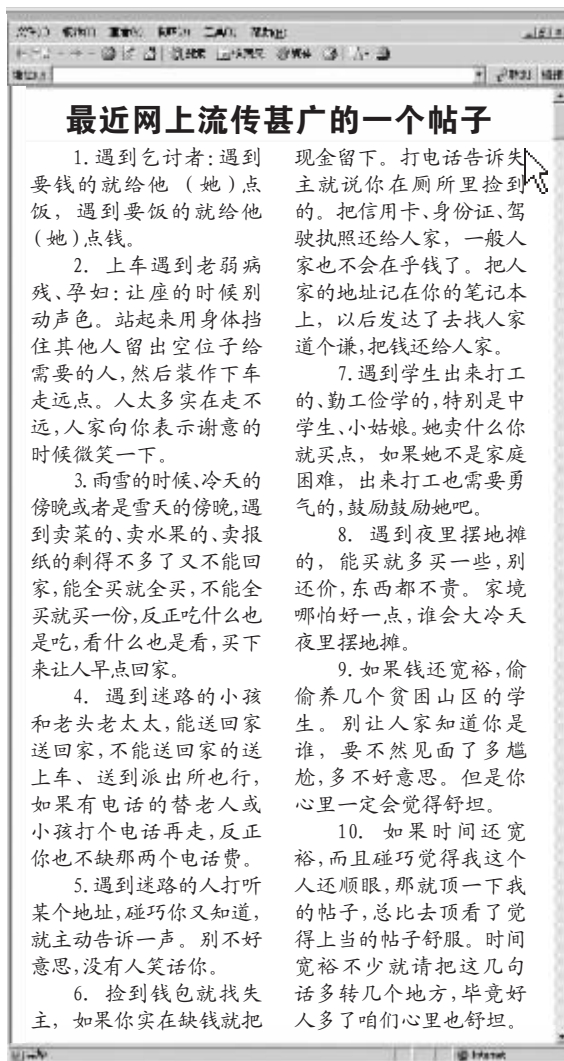 最近网上流传甚广的一个帖子
1.遇到乞讨者:遇到
要钱的就给他（她）点
饭，遇到要饭的就给他
（她）点钱。
2. 上车遇到老弱病
残、孕妇:让座的时候别
动声色。站起来用身体挡
住其他人留出空位子给
需要的人,然后装作下车
走远点。人太多实在走不
远,人家向你表示谢意的
时候微笑一下。
3.雨雪的时候、冷天的
傍晚或者是雪天的傍晚,遇
到卖菜的、卖水果的、卖报
纸的剩得不多了又不能回
家,能全买就全买,不能全
买就买一份,反正吃什么也
是吃,看什么也是看,买下
来让人早点回家。
4. 遇到迷路的小孩
和老头老太太,能送回家
送回家,不能送回家的送
上车、送到派出所也行，
如果有电话的替老人或
小孩打个电话再走,反正
你也不缺那两个电话费。
5.遇到迷路的人打听
某个地址,碰巧你又知道，
就主动告诉一声。别不好
意思,没有人笑话你。
6. 捡到钱包就找失
主，如果你实在缺钱就把
现金留下。打电话告诉失
主就说你在厕所里捡到
的。把信用卡、身份证、驾
驶执照还给人家，一般人
家也不会在乎钱了。把人
家的地址记在你的笔记本
上，以后发达了去找人家
道个谦,把钱还给人家。
7.遇到学生出来打工
的、勤工俭学的,特别是中
学生、小姑娘。她卖什么你
就买点，如果她不是家庭
困难，出来打工也需要勇
气的,鼓励鼓励她吧。
8. 遇到夜里摆地摊
的，能买就多买一些,别
还价,东西都不贵。家境
哪怕好一点,谁会大冷天
夜里摆地摊。
9.如果钱还宽裕,偷
偷养几个贫困山区的学
生。别让人家知道你是
谁，要不然见面了多尴
尬,多不好意思。但是你
心里一定会觉得舒坦。
10. 如果时间还宽
裕,而且碰巧觉得我这个
人还顺眼,那就顶一下我
的帖子,总比去顶看了觉
得上当的帖子舒服。时间
宽裕不少就请把这几句
话多转几个地方,毕竟好
人多了咱们心里也舒坦。
Internet